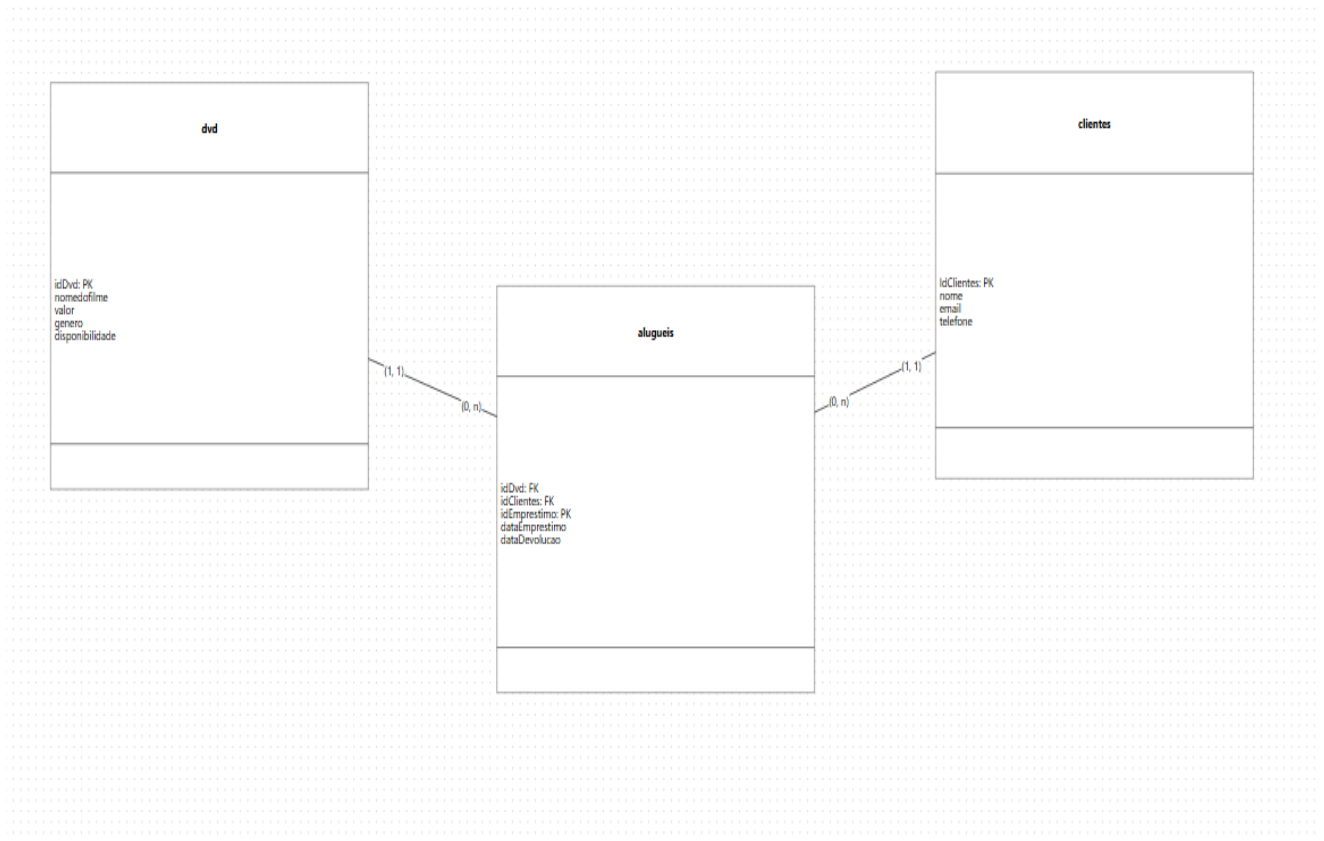 dvd
idDvd: PK
nomedofilme
valor
genero
disponibilidade
(1, 1)
(0, n)
alugueis
idDvd: FK
idClientes: FK
idEmprestimo: PK
dataEmprestimo
dataDevolucao
(0, n)
(1, 1)
clientes
IdClientes: PK
nome
email
telefone